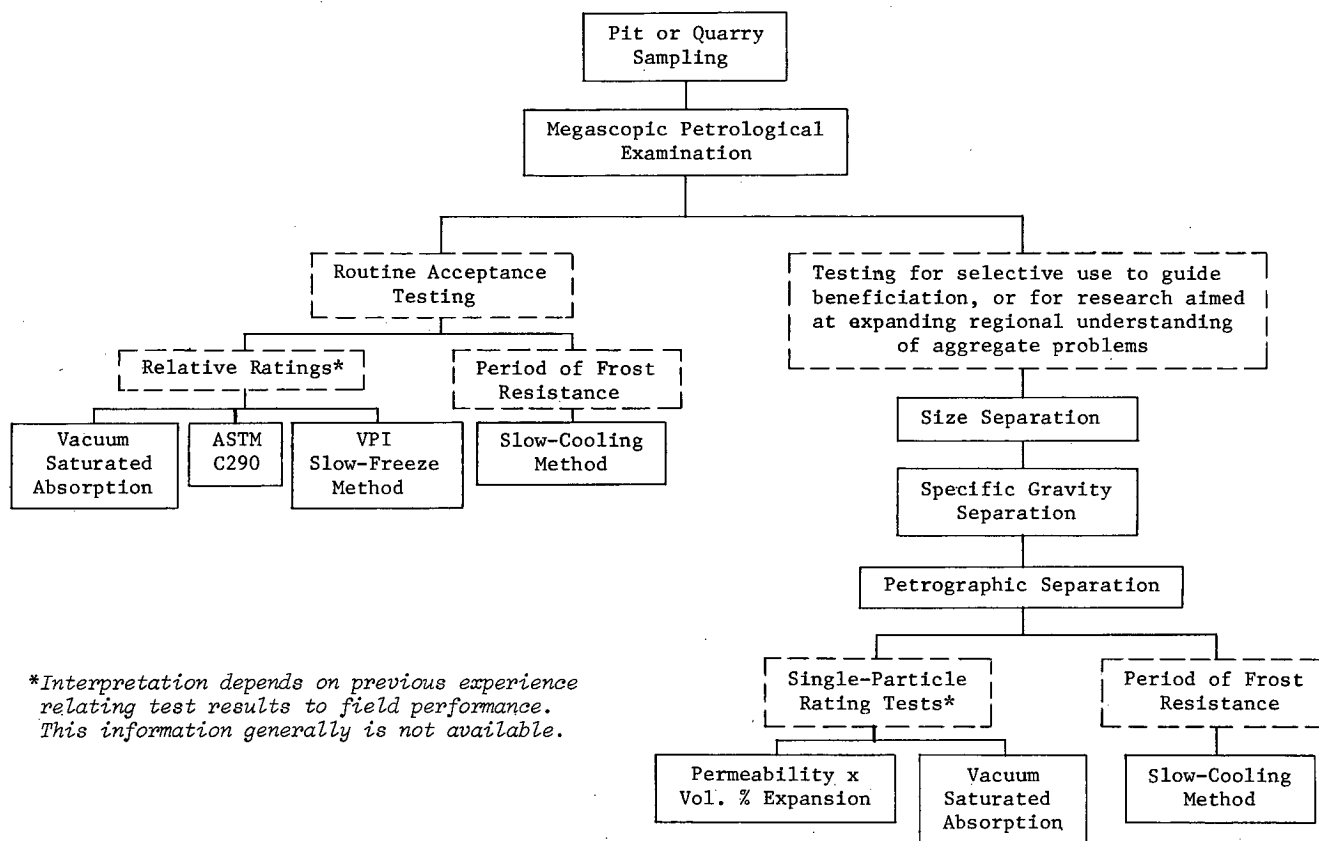 Pit or Quarry
Sampling
Megascopic Petrological
Examination
Routine Acceptance
Testing
Testing for selective use to guide
beneficiation, or for research aimed
at expanding regional understanding
of aggregate problems
Relative Ratings*
Period of Frost
Resistance
Vacuum
Saturated
Absorption
ASTM
C290
VPI
Slow-Freeze
Method
Slow-Cooling
Method
Size Separation
Specific Gravity
Separation
Petrographic Separation
Single-Particle
Rating Tests*
Period of Frost
Resistance
Permeability x
Vol. % Expansion
Vacuum
Saturated
Absorption
Slow-Cooling
Method
*Interpretation depends on previous experience
relating test results to field performance.
This information generally is not available.